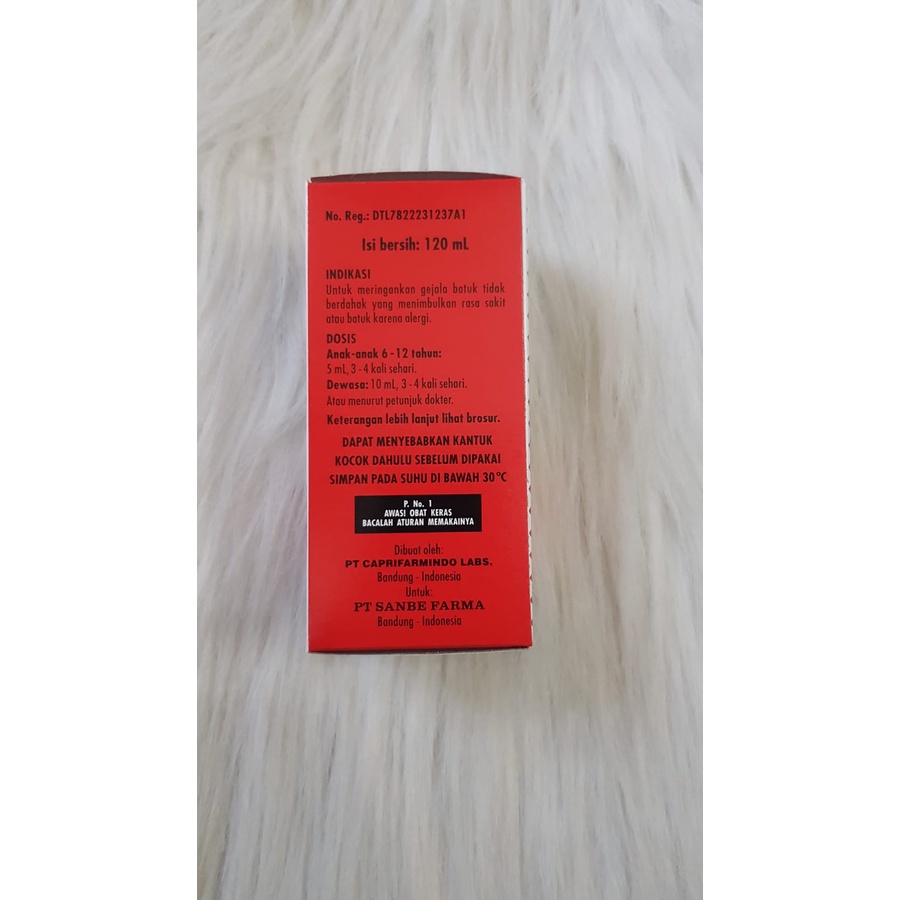 No. Reg.: DTL7822231237A1
Isi bersih: 120 mL
INDIKASI
Untuk meringankan gejala batuk tidak
berdahak yang menimbulkan rasa sakit
atau batuk karena alergi.
DOSIS
Anak-anak 6 - 12 tahun:
5 mL, 3 - 4 kali sehari.
Dewasa: 10 mL, 3 - 4 kali sehari.
Atau menurut petunjuk dokter.
Keterangan lebih lanjut lihat brosur.
DAPAT MENYEBABKAN KANTUK
KOCOK DAHULU SEBELUM DIPAKAI
SIMPAN PADA SUHU DI BAWAH 30°C
P. No. 1
AWAS! OBAT KERAS
BACALAH ATURAN MEMAKAINYA
Dibuat oleh:
PT CAPRIFARMINDO LABS.
Bandung - Indonesia
Untuk:
PT SANBE FARMA
Bandung - Indonesia